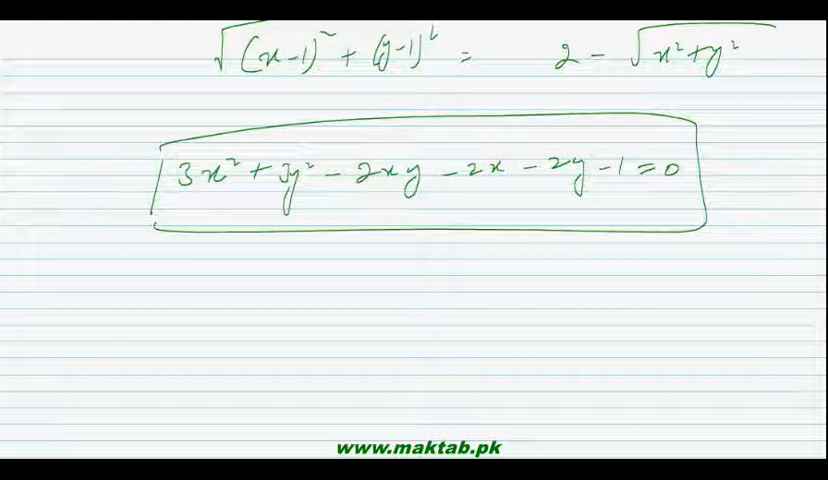 √(x-1)² + (y-1)² = 2 - √x²+y²
3x² + 3y² - 2xy - 2x - 2y - 1 = 0
www.maktab.pk